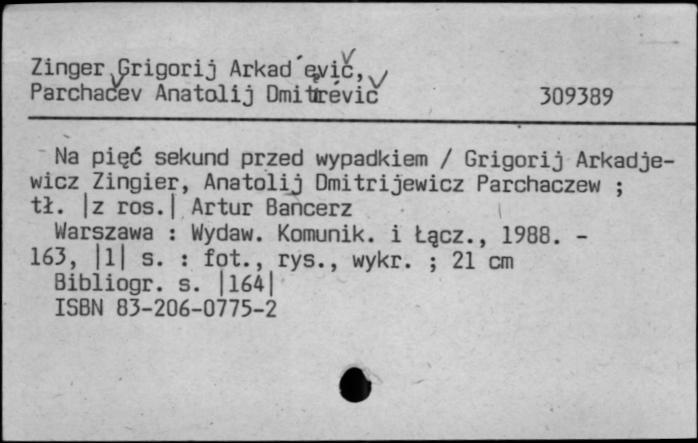 Zinger Grigorij Arkad´evič,
Parchačev Anatolij Dmitrievič 309389
Na pięć sekund przed wypadkiem / Grigorij Arkadje-
wicz Zingier, Anatolij Dmitrijewicz Parchaczew ;
tł. |z ros.| Artur Bancerz
Warszawa : Wydaw. Komunik. i Łącz., 1988. -
163, |1| s. : fot., rys., wykr. ; 21 cm
Bibliogr. s. |164|
ISBN 83-206-0775-2